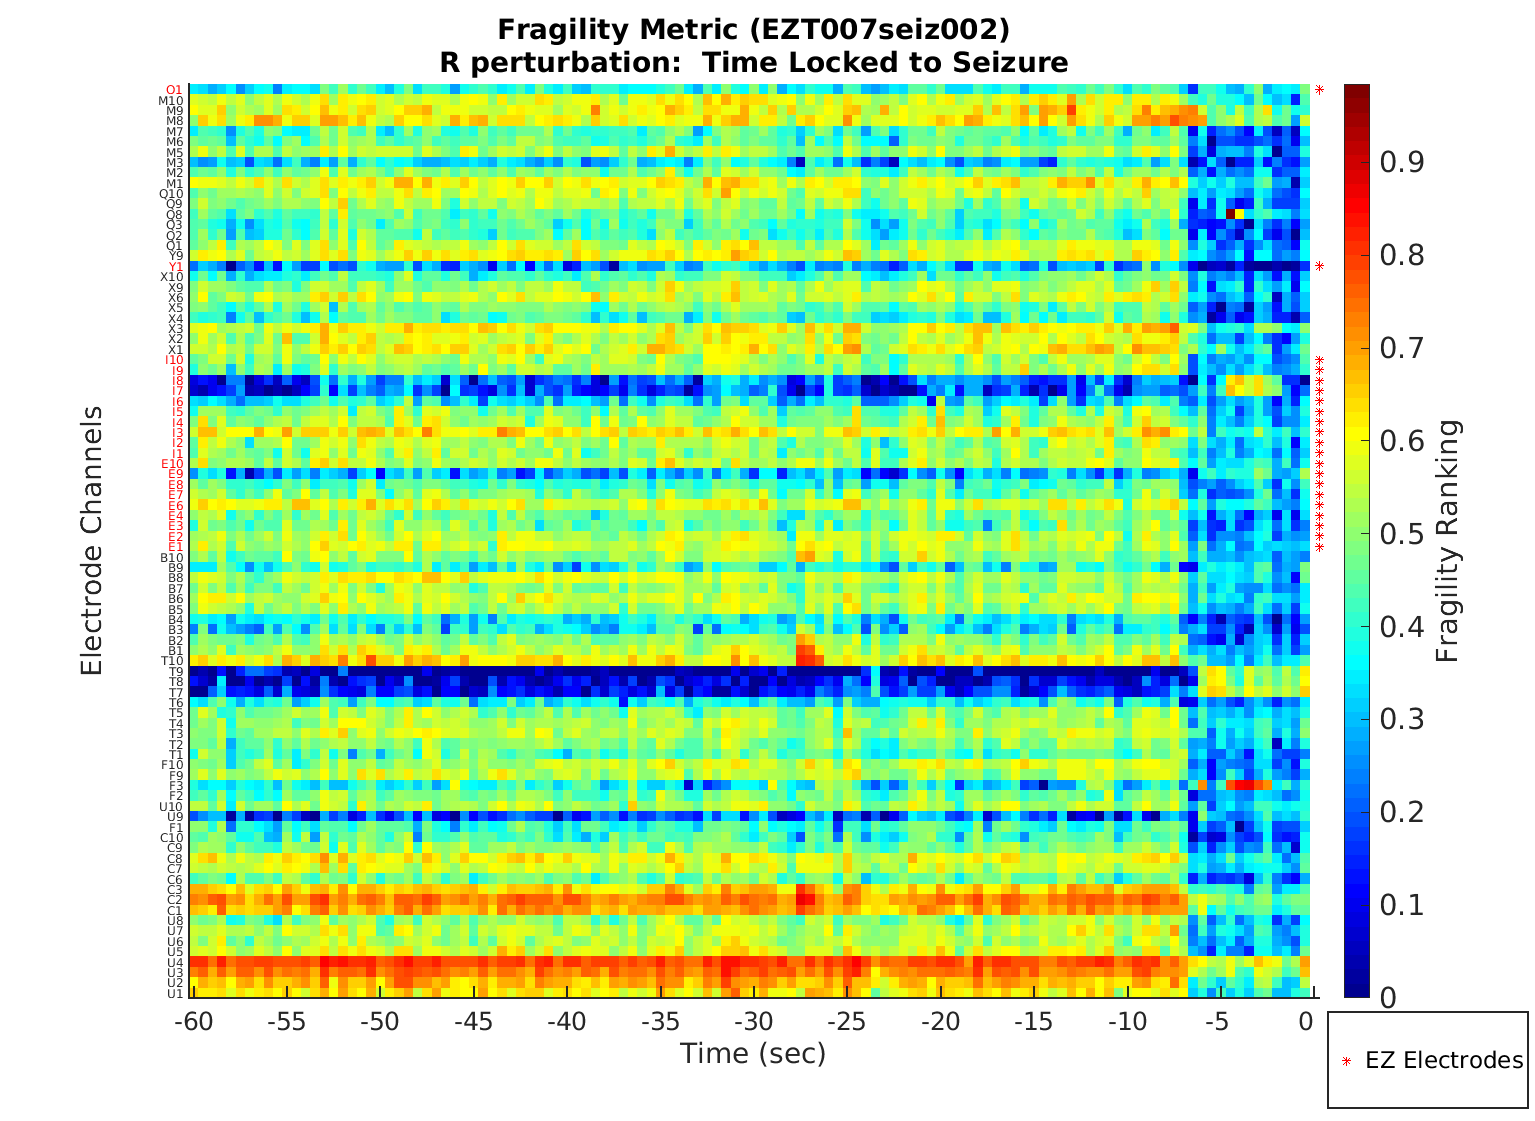 Fragility Metric (EZT007seiz002)
R perturbation:  Time Locked to Seizure
Electrode Channels
O1
M10
M9
M8
M7
M6
M5
M3
M2
M1
Q10
Q9
Q8
Q3
Q2
Q1
Y9
Y1
X10
X9
X6
X5
X4
X3
X2
X1
I10
I9
I8
I7
I6
I5
I4
I3
I2
I1
E10
E9
E8
E7
E6
E4
E3
E2
E1
B10
B9
B8
B7
B6
B5
B4
B3
B2
B1
T10
T9
T8
T7
T6
T5
T4
T3
T2
T1
F10
F9
F3
F2
U10
U9
F1
C10
C9
C8
C7
C6
C3
C2
C1
U8
U7
U6
U5
U4
U3
U2
U1
-60 -55 -50 -45 -40 -35 -30 -25 -20 -15 -10 -5 0
Time (sec)
0.9
0.8
0.7
0.6
0.5
0.4
0.3
0.2
0.1
0
Fragility Ranking
EZ Electrodes